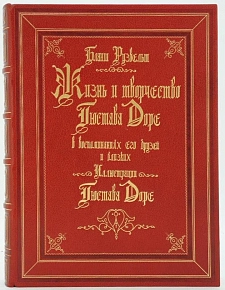 Бланш Рузвельт
Жизнь и творчество
Гюстава Доре
в воспоминаниях его друзей
и близких
Иллюстрации
Гюстава Доре